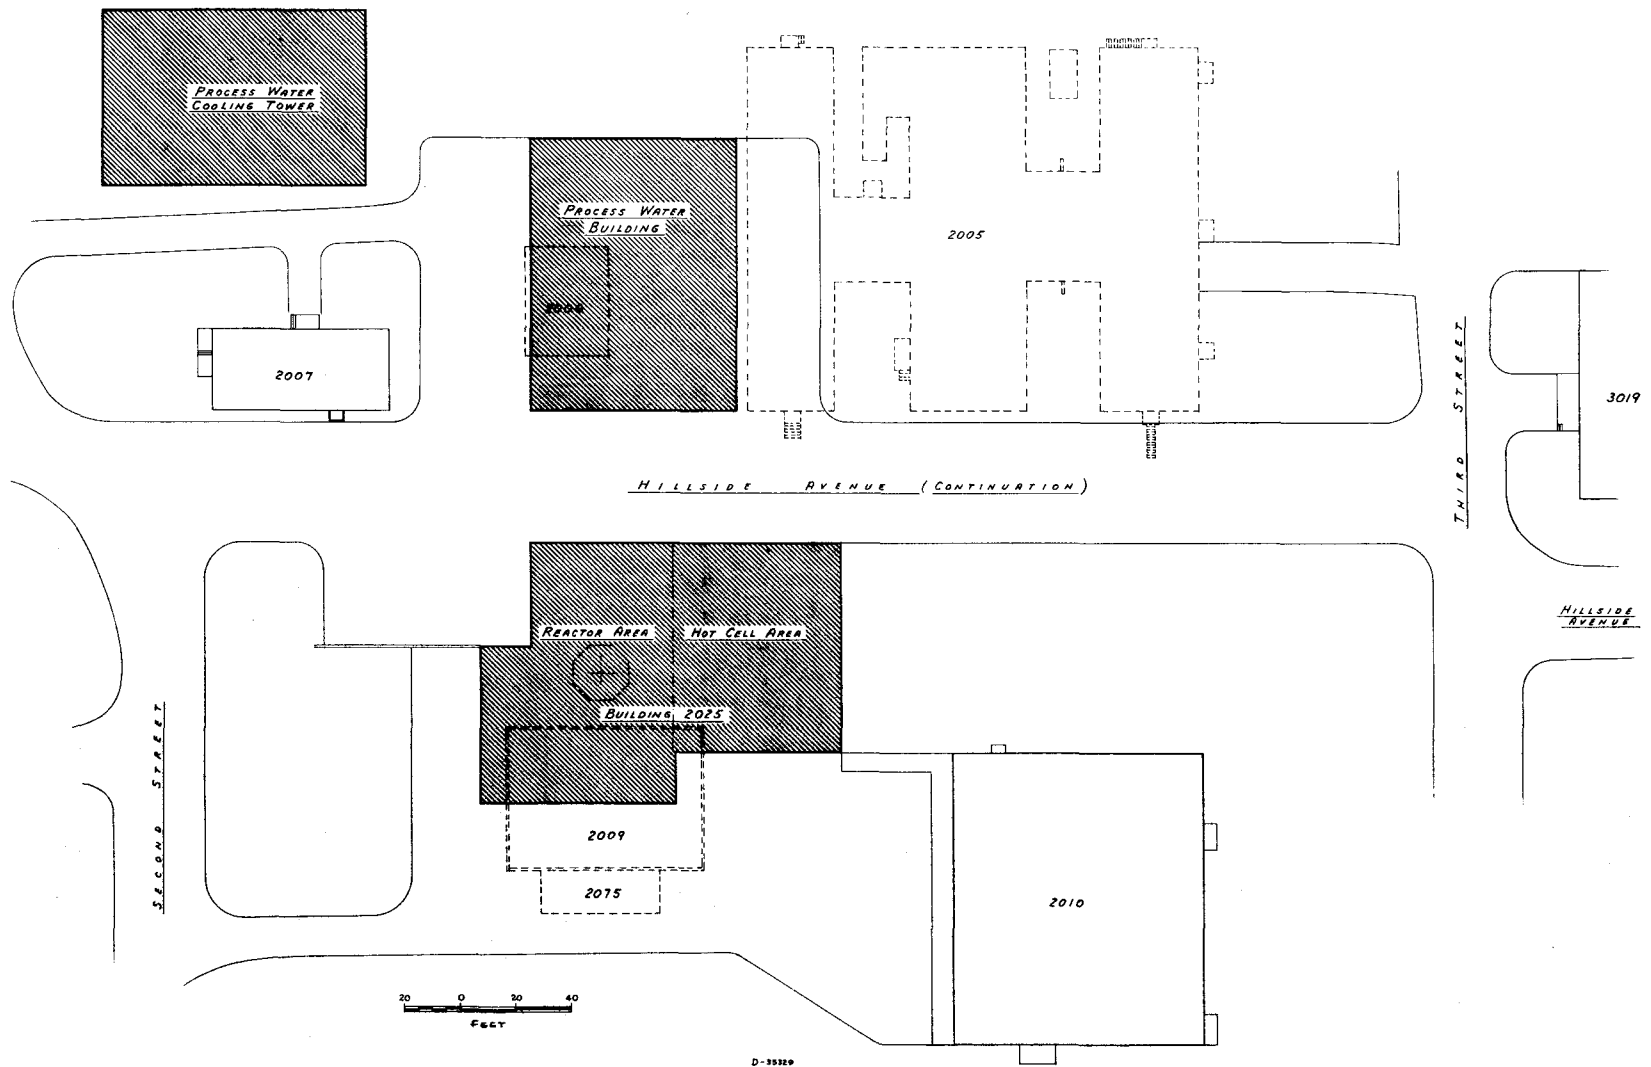 PROCESS WATER
COOLING TOWER
PROCESS WATER
BUILDING
2005
2007
3019
THIRD STREET
HILLSIDE AVENUE (CONTINUATION)
HILLSIDE
AVENUE
REACTOR AREA
HOT CELL AREA
BUILDING 2025
SECOND STREET
2009
2075
2010
20 0 20 40
FEET
D-35329